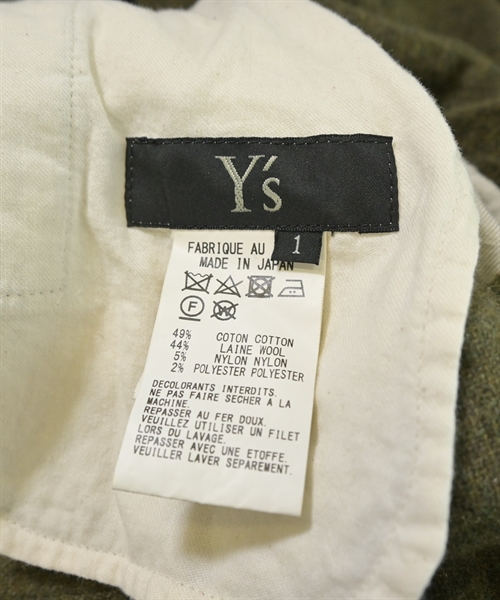 Y's
1
FABRIQUE AU
MADE IN JAPAN
F
W
49% COTON COTTON
44% LAINE WOOL
5% NYLON NYLON
2% POLYESTER POLYESTER
DECOLORANTS INTERDITS.
NE PAS FAIRE SECHER A LA
MACHINE.
REPASSER AU FER DOUX.
VEUILLEZ UTILISER UN FILET
LORS DU LAVAGE.
REPASSER AVEC UNE ETOFFE.
VEUILLER LAVER SEPAREMENT.